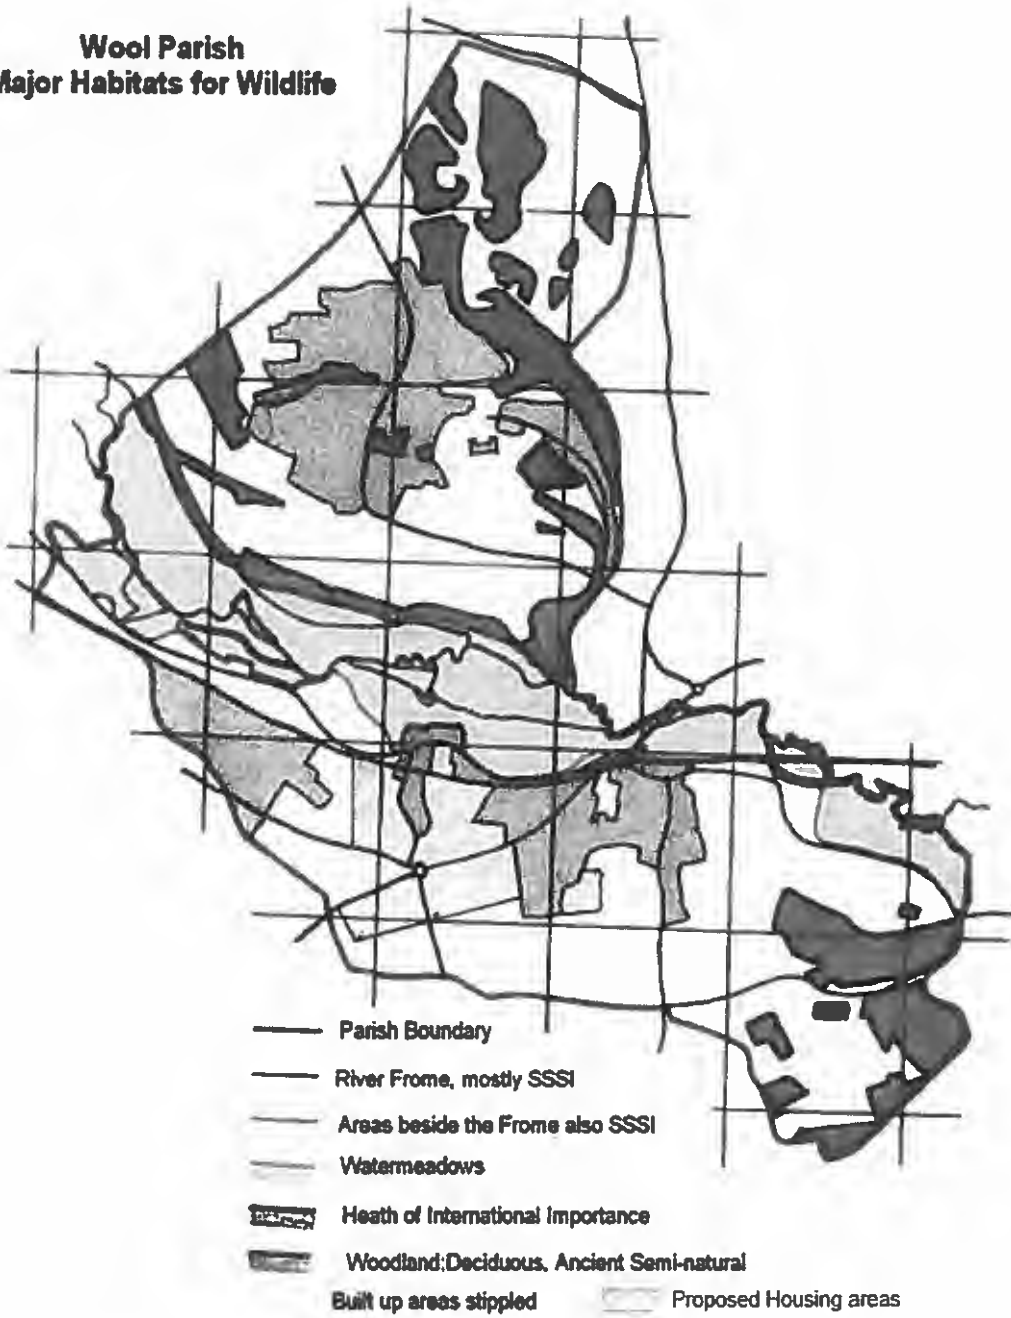 Wool Parish
Major Habitats for Wildlife
Parish Boundary
River Frome, mostly SSSI
Areas beside the Frome also SSSI
Watermeadows
Heath of International Importance
Woodland:Deciduous, Ancient Semi-natural
Built up areas stippled
Proposed Housing areas